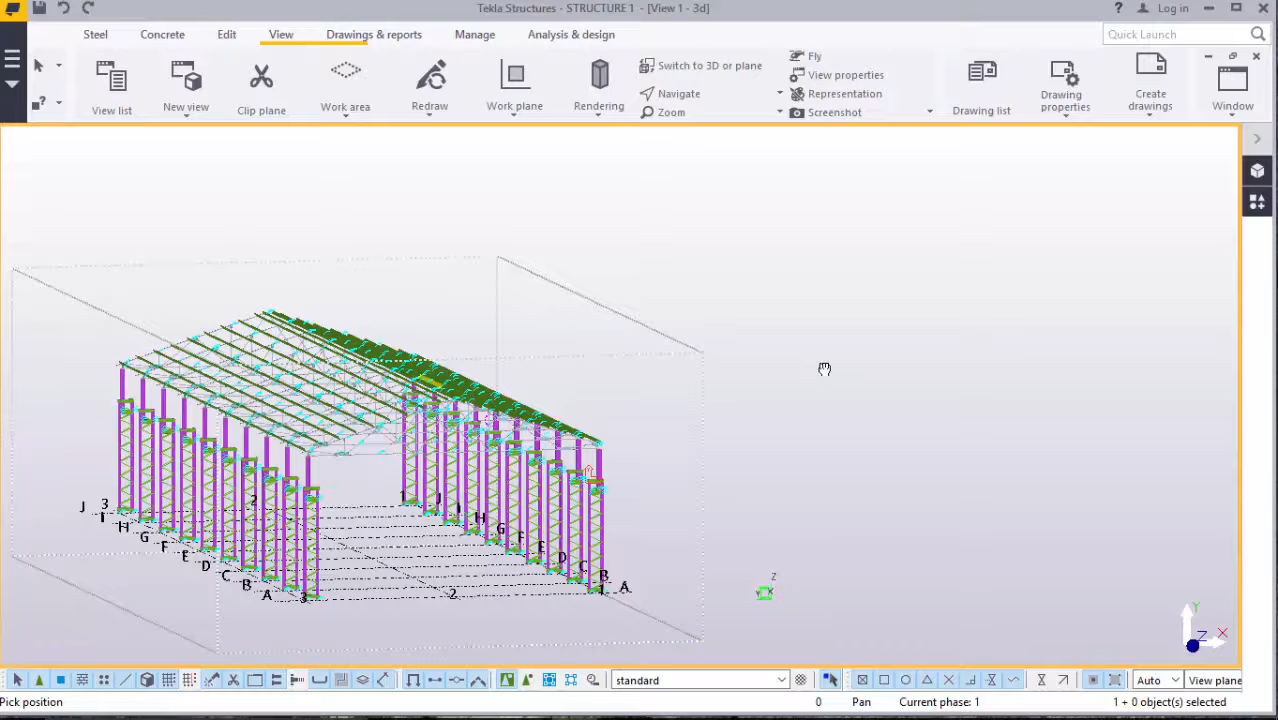 Tekla Structures - STRUCTURE 1 - [View 1 - 3d]
? Log in
Steel Concrete Edit View Drawings & reports Manage Analysis & design
Quick Launch
View list
New view
Clip plane
Work area
Redraw
Work plane
Rendering
Switch to 3D or plane
Navigate
Zoom
Fly
View properties
Representation
Screenshot
Drawing list
Drawing properties
Create drawings
Window
J 3 2 1 J
I I
H H
G G
F F
E E
D D
C C
B B 1
A A
3 2
Z
Y
Z X
standard
Auto
View plane
Pick position
0
Pan
Current phase: 1
1 + 0 object(s) selected